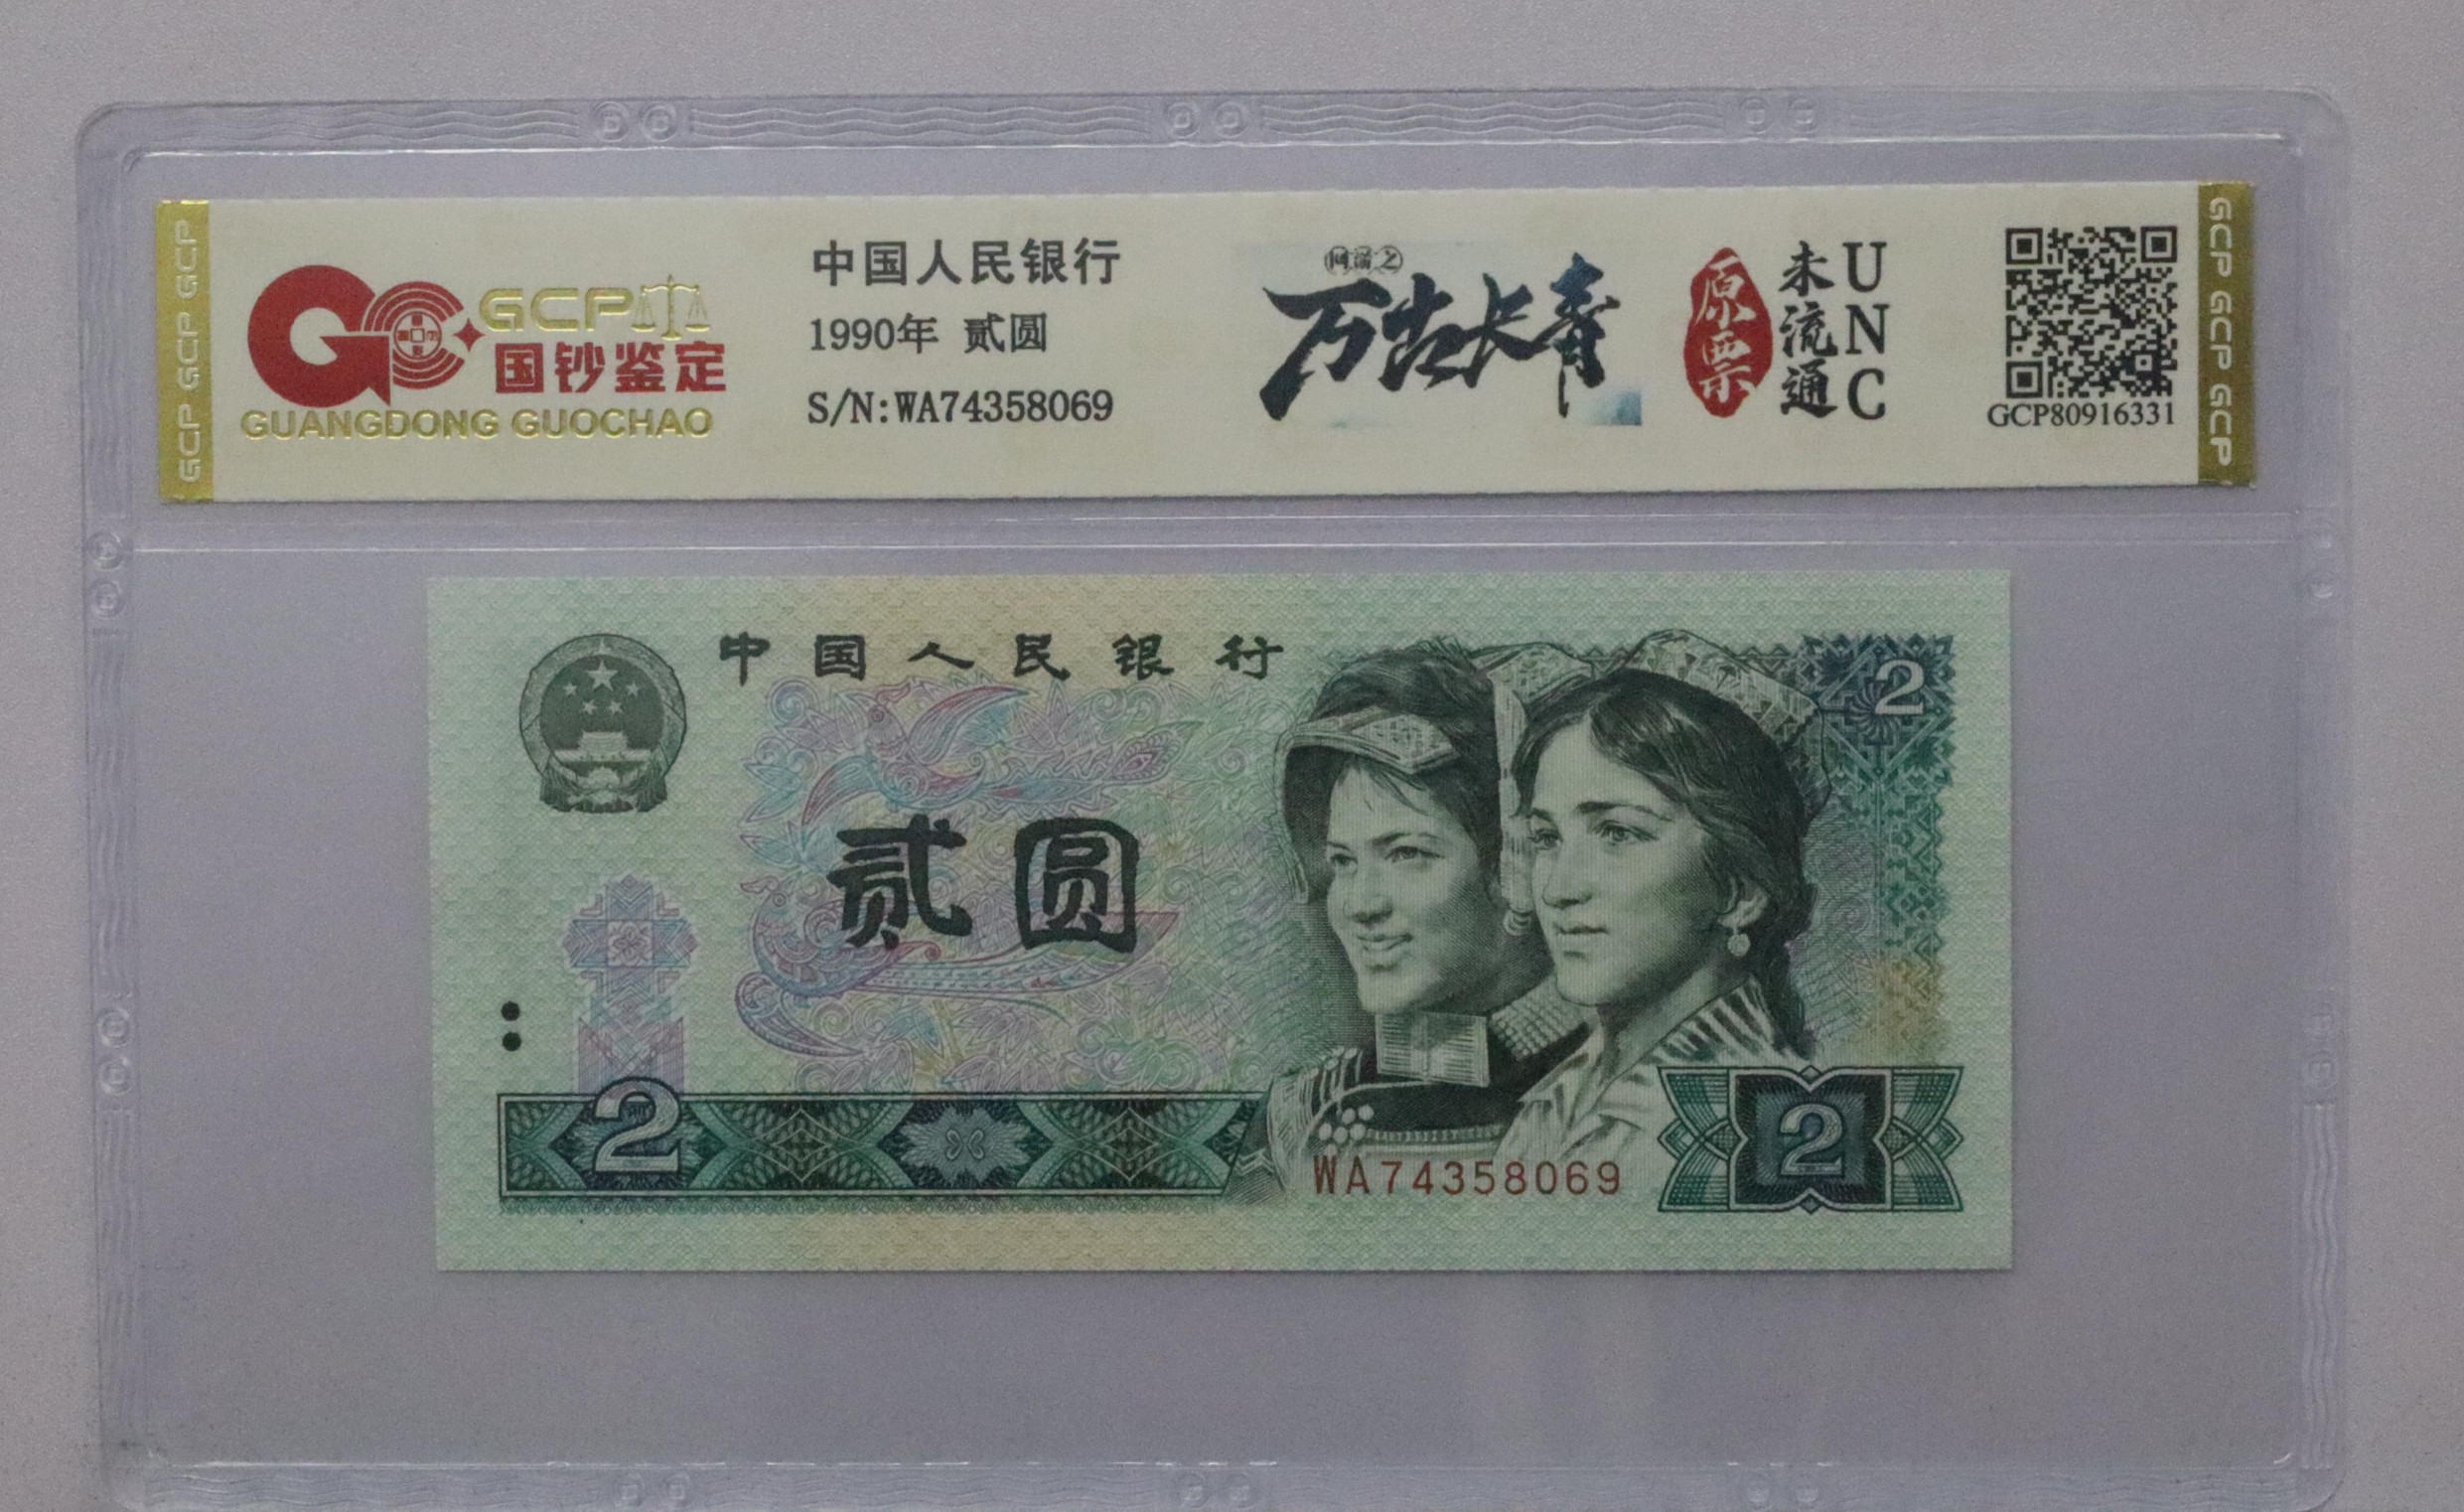 GCP GCP GCP
GCP
国钞鉴定
GUANGDONG GUOCHAO
中国人民银行
1990年 贰圆
S/N:WA74358069
万古长青
原票
未流通
UNC
GCP80916331
GCP GCP GCP
中国人民银行
2
贰圆
2
WA74358069
2